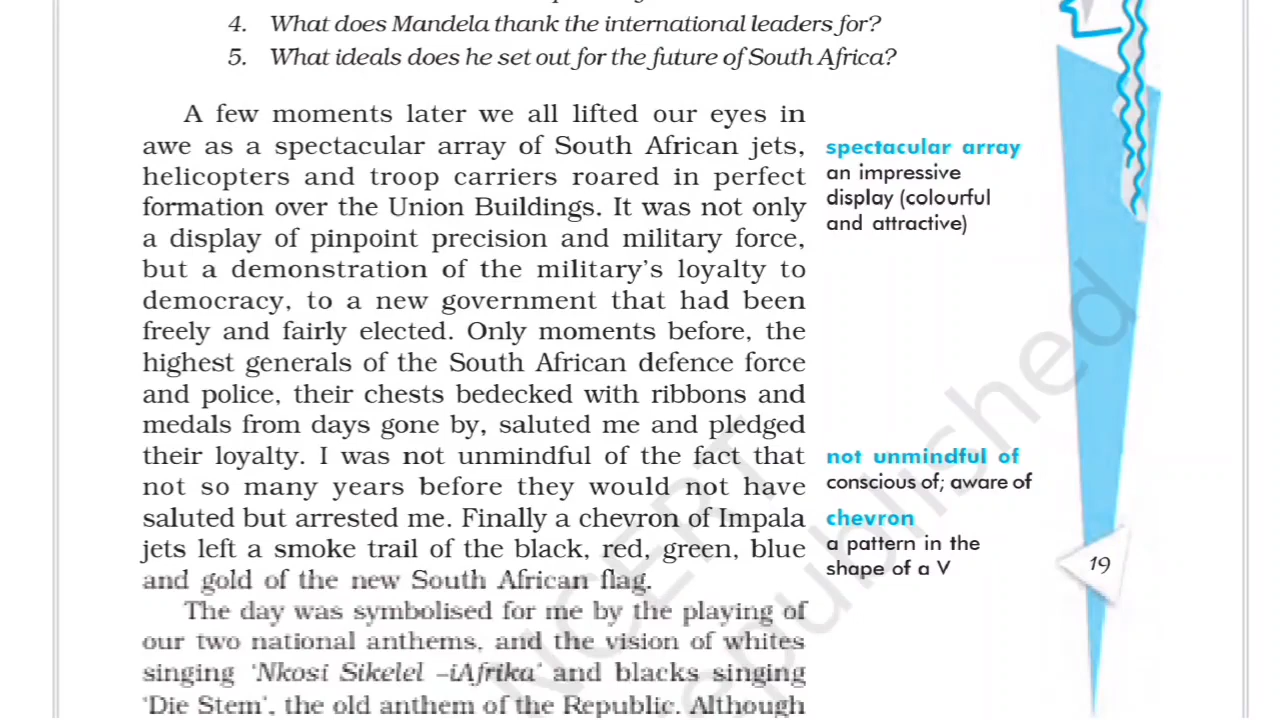 4. What does Mandela thank the international leaders for?
5. What ideals does he set out for the future of South Africa?
A few moments later we all lifted our eyes in
awe as a spectacular array of South African jets,
helicopters and troop carriers roared in perfect
formation over the Union Buildings. It was not only
a display of pinpoint precision and military force,
but a demonstration of the military's loyalty to
democracy, to a new government that had been
freely and fairly elected. Only moments before, the
highest generals of the South African defence force
and police, their chests bedecked with ribbons and
medals from days gone by, saluted me and pledged
their loyalty. I was not unmindful of the fact that
not so many years before they would not have
saluted but arrested me. Finally a chevron of Impala
jets left a smoke trail of the black, red, green, blue
and gold of the new South African flag.
The day was symbolised for me by the playing of
our two national anthems, and the vision of whites
singing 'Nkosi Sikelel –iAfrika' and blacks singing
'Die Stem', the old anthem of the Republic. Although
spectacular array
an impressive
display (colourful
and attractive)
not unmindful of
conscious of; aware of
chevron
a pattern in the
shape of a V
19
NCERT
republished